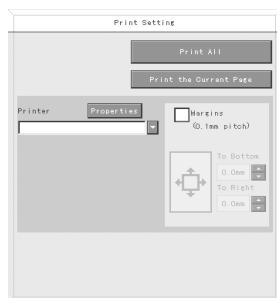 Print Setting
Print All
Print the Current Page
Printer
Properties
Margins
(0.1mm pitch)
To Bottom
0.0mm
To Right
0.0mm